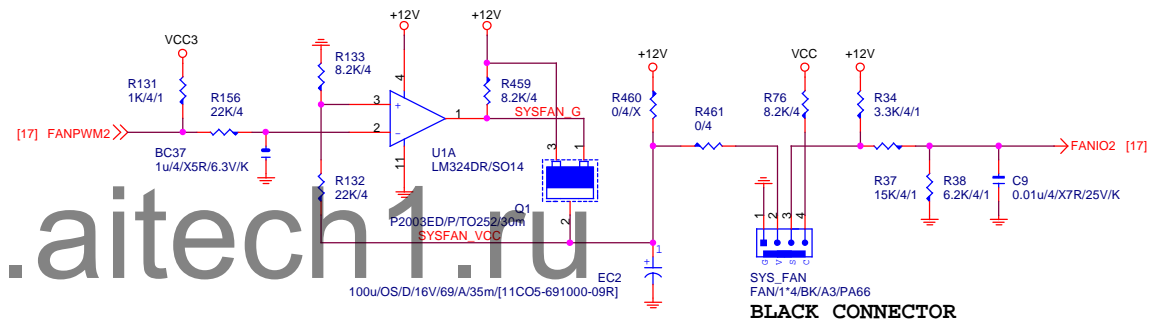 +12V
+12V
VCC3
R133
8.2K/4
R131
1K/4/1
R156
22K/4
4
3
+
2
−
1
11
U1A
LM324DR/SO14
R459
8.2K/4
SYSFAN_G
3
1
[17] FANPWM2
BC37
1u/4/X5R/6.3V/K
R132
22K/4
Q1
P2003ED/P/TO252/30m
2
SYSFAN_VCC
+12V
VCC
+12V
R460
0/4/X
R461
0/4
R76
8.2K/4
R34
3.3K/4/1
FANIO2 [17]
R37
15K/4/1
R38
6.2K/4/1
C9
0.01u/4/X7R/25V/K
1
2
3
4
G
V
S
C
1
EC2
100u/OS/D/16V/69/A/35m/[11CO5-691000-09R]
SYS_FAN
FAN/1*4/BK/A3/PA66
BLACK CONNECTOR
.aitech1.ru